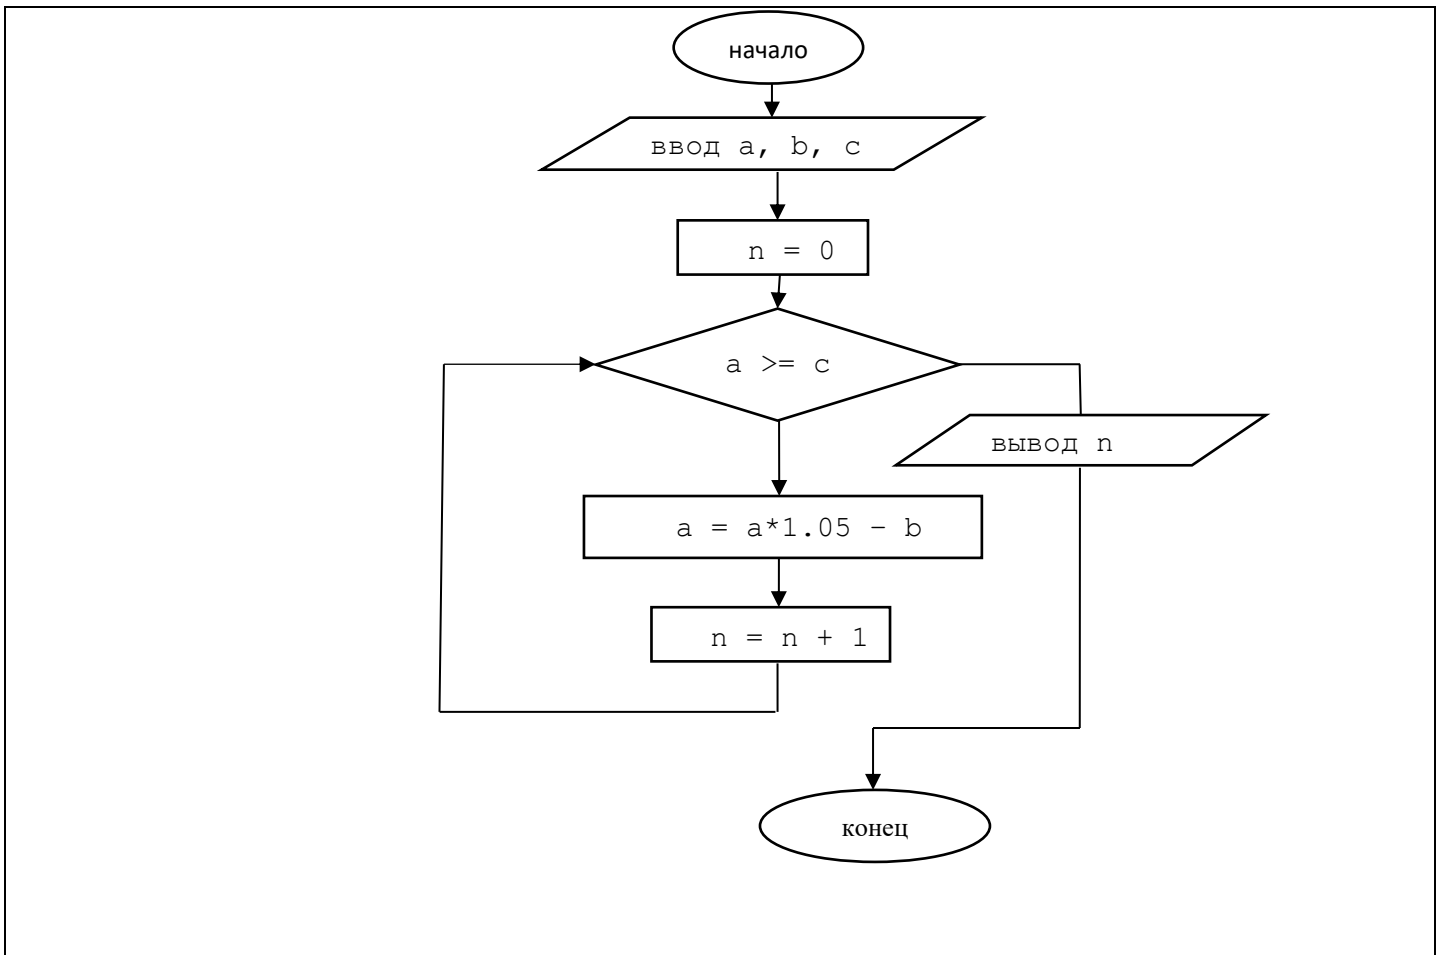 начало
ввод a, b, c
n = 0
a >= c
вывод n
a = a*1.05 – b
n = n + 1
конец